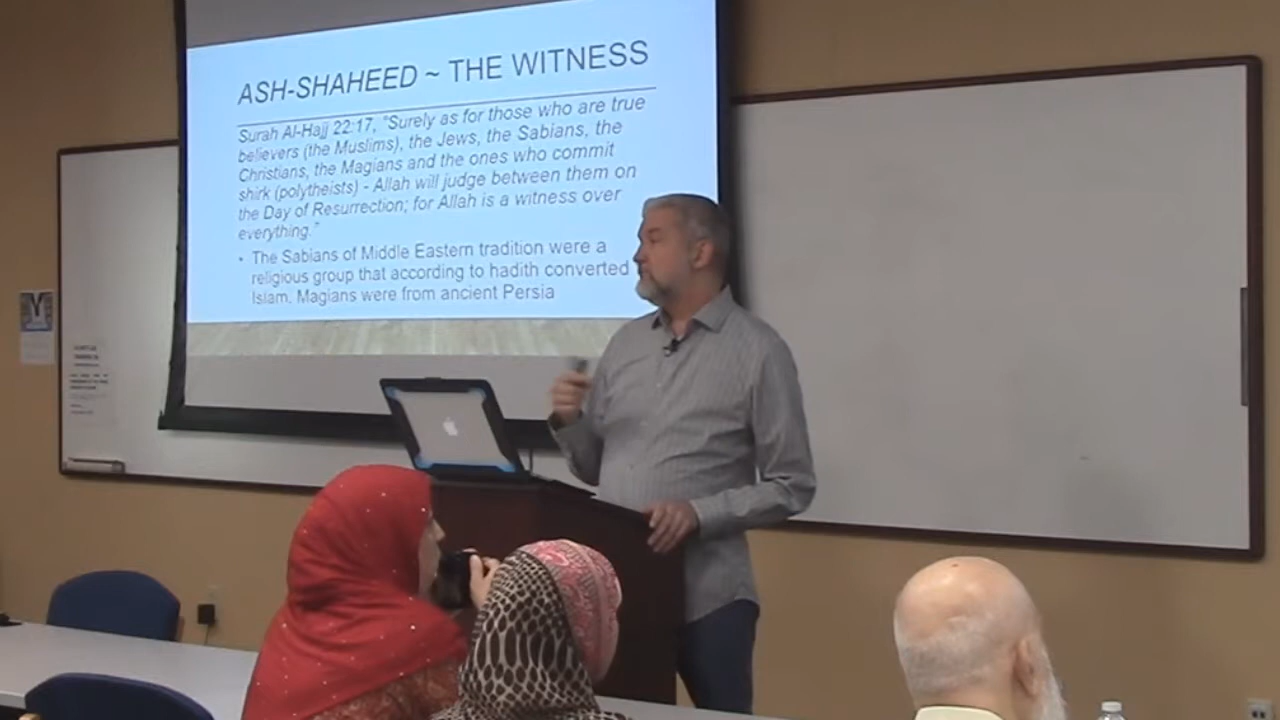 ASH-SHAHEED ~ THE WITNESS
Surah Al-Hajj 22:17, "Surely as for those who are true
believers (the Muslims), the Jews, the Sabians, the
Christians, the Magians and the ones who commit
shirk (polytheists) - Allah will judge between them on
the Day of Resurrection; for Allah is a witness over
everything."
• The Sabians of Middle Eastern tradition were a
religious group that according to hadith converted
Islam. Magians were from ancient Persia